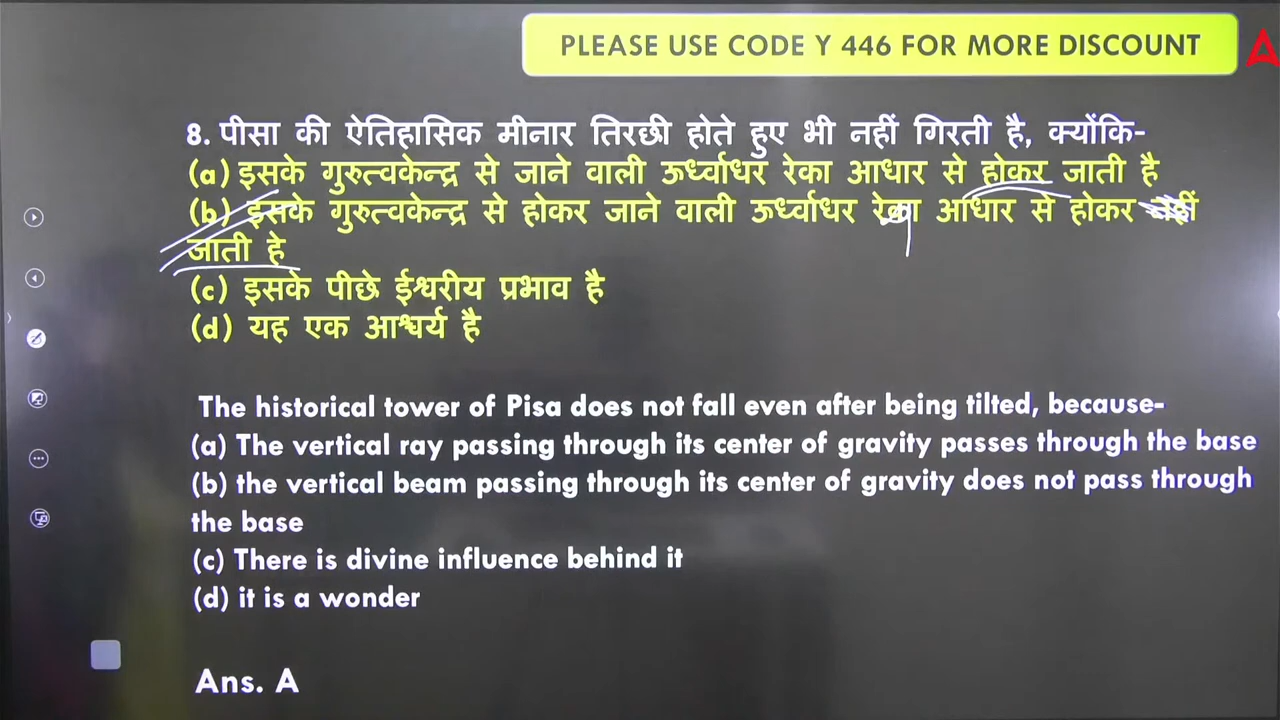 PLEASE USE CODE Y 446 FOR MORE DISCOUNT
8. पीसा की ऐतिहासिक मीनार तिरछी होते हुए भी नहीं गिरती है, क्योंकि-
(a) इसके गुरुत्वकेन्द्र से जाने वाली ऊर्ध्वाधर रेका आधार से होकर जाती है
(b) इसके गुरुत्वकेन्द्र से होकर जाने वाली ऊर्ध्वाधर रेका आधार से होकर नहीं
जाती हे
(c) इसके पीछे ईश्वरीय प्रभाव है
(d) यह एक आश्चर्य है
The historical tower of Pisa does not fall even after being tilted, because-
(a) The vertical ray passing through its center of gravity passes through the base
(b) the vertical beam passing through its center of gravity does not pass through
the base
(c) There is divine influence behind it
(d) it is a wonder
Ans. A